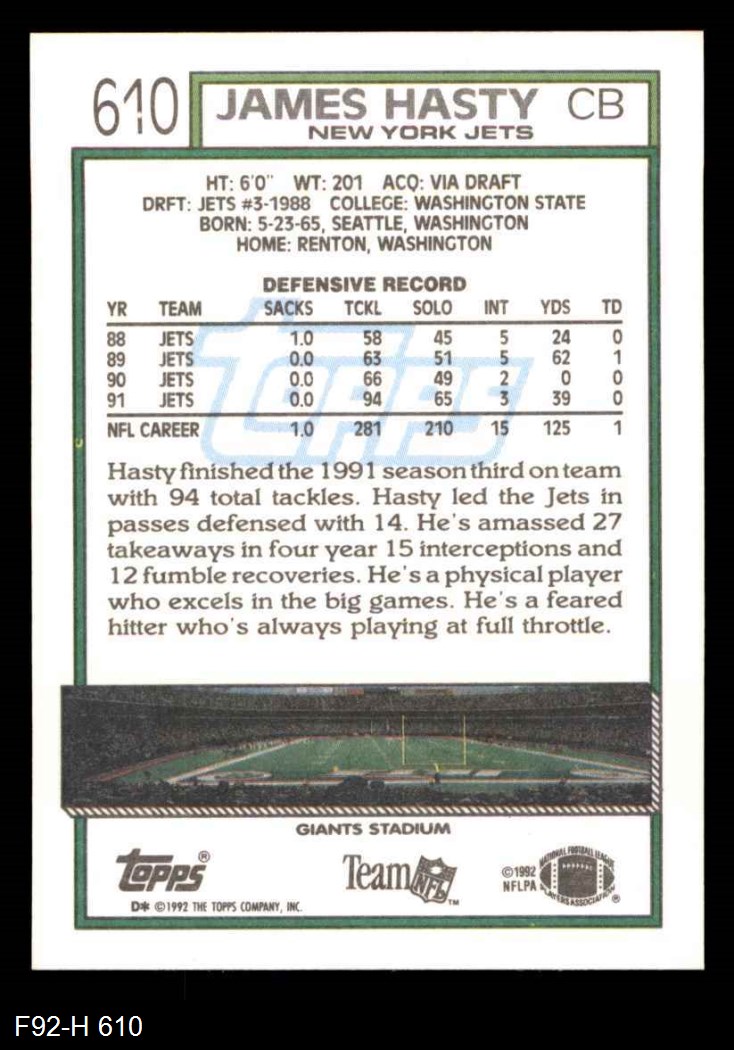 610 JAMES HASTY CB
NEW YORK JETS
HT: 6'0" WT: 201 ACQ: VIA DRAFT
DRFT: JETS #3-1988 COLLEGE: WASHINGTON STATE
BORN: 5-23-65, SEATTLE, WASHINGTON
HOME: RENTON, WASHINGTON
DEFENSIVE RECORD
YR TEAM SACKS TCKL SOLO INT YDS TD
88 JETS 1.0 58 45 5 24 0
89 JETS 0.0 63 51 5 62 1
90 JETS 0.0 66 49 2 0 0
91 JETS 0.0 94 65 3 39 0
NFL CAREER 1.0 281 210 15 125 1
Topps
Hasty finished the 1991 season third on team
with 94 total tackles. Hasty led the Jets in
passes defensed with 14. He's amassed 27
takeaways in four year 15 interceptions and
12 fumble recoveries. He's a physical player
who excels in the big games. He's a feared
hitter who's always playing at full throttle.
GIANTS STADIUM
Topps®
Team NFL™
©1992
NFLPA
NATIONAL FOOTBALL LEAGUE
PLAYERS ASSOCIATION®
D* ©1992 THE TOPPS COMPANY, INC.
F92-H 610